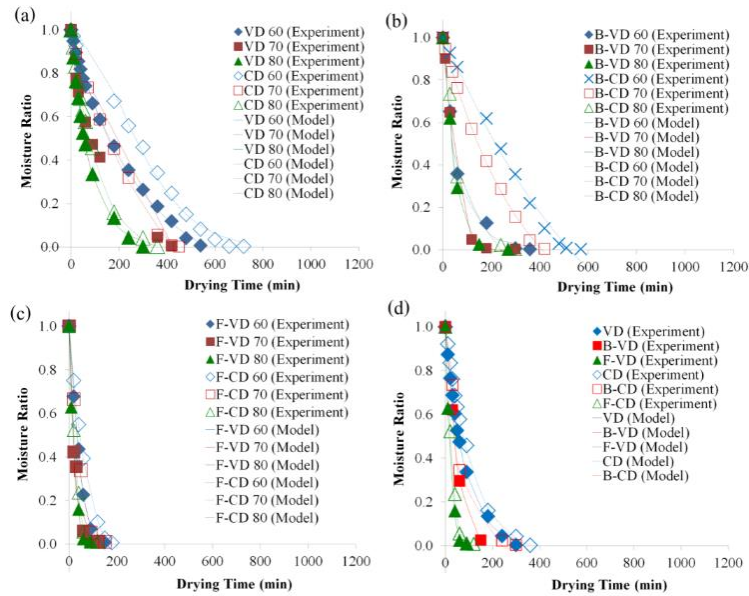 (a)
1.0
0.8
0.6
0.4
0.2
0.0
Moisture Ratio
0
200
400
600
800
1000
1200
Drying Time (min)
VD 60 (Experiment)
VD 70 (Experiment)
VD 80 (Experiment)
CD 60 (Experiment)
CD 70 (Experiment)
CD 80 (Experiment)
VD 60 (Model)
VD 70 (Model)
VD 80 (Model)
CD 60 (Model)
CD 70 (Model)
CD 80 (Model)
(b)
1.0
0.8
0.6
0.4
0.2
0.0
Moisture Ratio
0
200
400
600
800
1000
1200
Drying Time (min)
B-VD 60 (Experiment)
B-VD 70 (Experiment)
B-VD 80 (Experiment)
B-CD 60 (Experiment)
B-CD 70 (Experiment)
B-CD 80 (Experiment)
B-VD 60 (Model)
B-VD 70 (Model)
B-VD 80 (Model)
B-CD 60 (Model)
B-CD 70 (Model)
B-CD 80 (Model)
(c)
1.0
0.8
0.6
0.4
0.2
0.0
Moisture Ratio
0
200
400
600
800
1000
1200
Drying Time (min)
F-VD 60 (Experiment)
F-VD 70 (Experiment)
F-VD 80 (Experiment)
F-CD 60 (Experiment)
F-CD 70 (Experiment)
F-CD 80 (Experiment)
F-VD 60 (Model)
F-VD 70 (Model)
F-VD 80 (Model)
F-CD 60 (Model)
F-CD 70 (Model)
F-CD 80 (Model)
(d)
1.0
0.8
0.6
0.4
0.2
0.0
Moisture Ratio
0
200
400
600
800
1000
1200
Drying Time (min)
VD (Experiment)
B-VD (Experiment)
F-VD (Experiment)
CD (Experiment)
B-CD (Experiment)
F-CD (Experiment)
VD (Model)
B-VD (Model)
F-VD (Model)
CD (Model)
B-CD (Model)